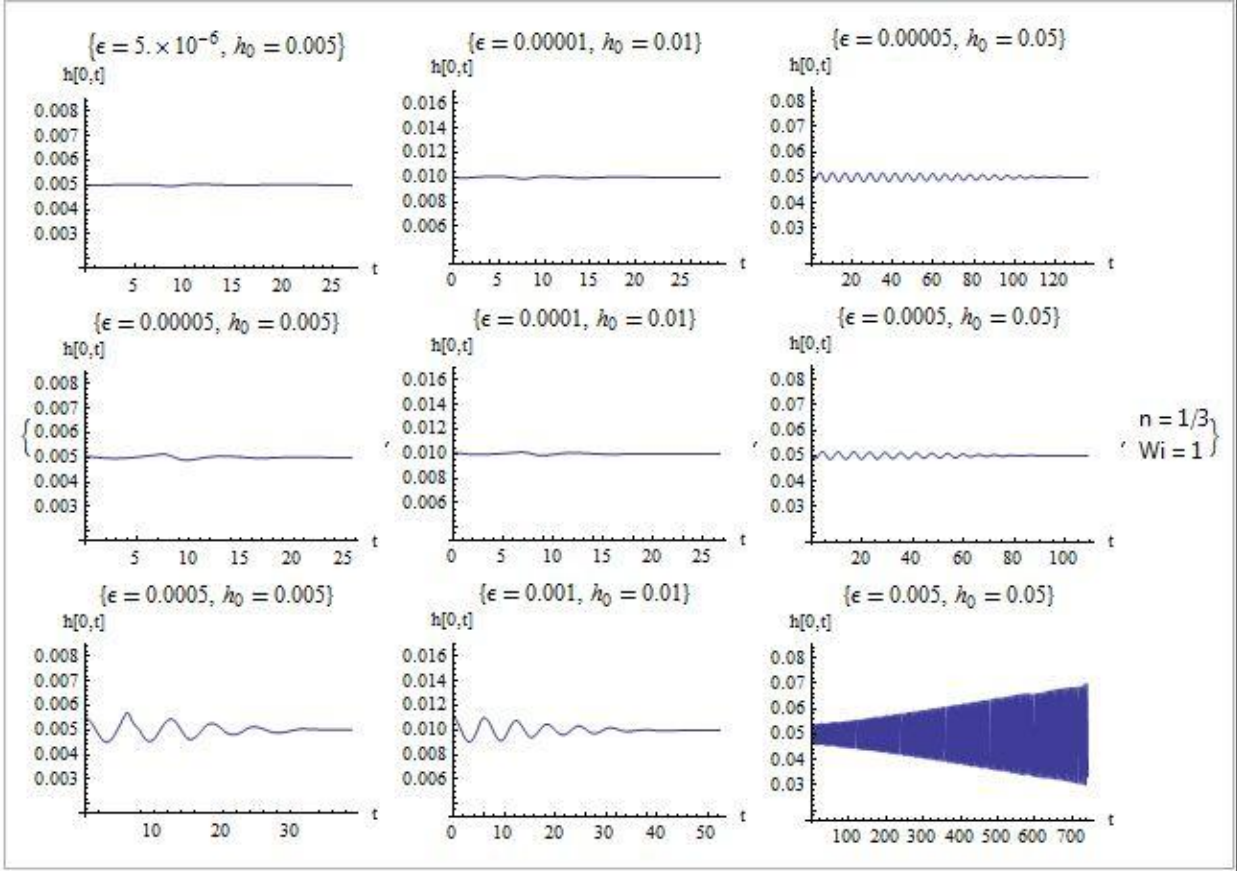 {ϵ = 5.×10⁻⁶, h₀ = 0.005}
h[0,t]
0.008
0.007
0.006
0.005
0.004
0.003
5 10 15 20 25 t
{ϵ = 0.00001, h₀ = 0.01}
h[0,t]
0.016
0.014
0.012
0.010
0.008
0.006
0 5 10 15 20 25 t
{ϵ = 0.00005, h₀ = 0.05}
h[0,t]
0.08
0.07
0.06
0.05
0.04
0.03
20 40 60 80 100 120 t
{
{ϵ = 0.00005, h₀ = 0.005}
h[0,t]
0.008
0.007
0.006
0.005
0.004
0.003
5 10 15 20 25 t
,
{ϵ = 0.0001, h₀ = 0.01}
h[0,t]
0.016
0.014
0.012
0.010
0.008
0.006
0 5 10 15 20 25 t
,
{ϵ = 0.0005, h₀ = 0.05}
h[0,t]
0.08
0.07
0.06
0.05
0.04
0.03
20 40 60 80 100 t
,
n = 1/3
Wi = 1 }
{ϵ = 0.0005, h₀ = 0.005}
h[0,t]
0.008
0.007
0.006
0.005
0.004
0.003
10 20 30 t
{ϵ = 0.001, h₀ = 0.01}
h[0,t]
0.016
0.014
0.012
0.010
0.008
0.006
0 10 20 30 40 50 t
{ϵ = 0.005, h₀ = 0.05}
h[0,t]
0.08
0.07
0.06
0.05
0.04
0.03
100 200 300 400 500 600 700 t